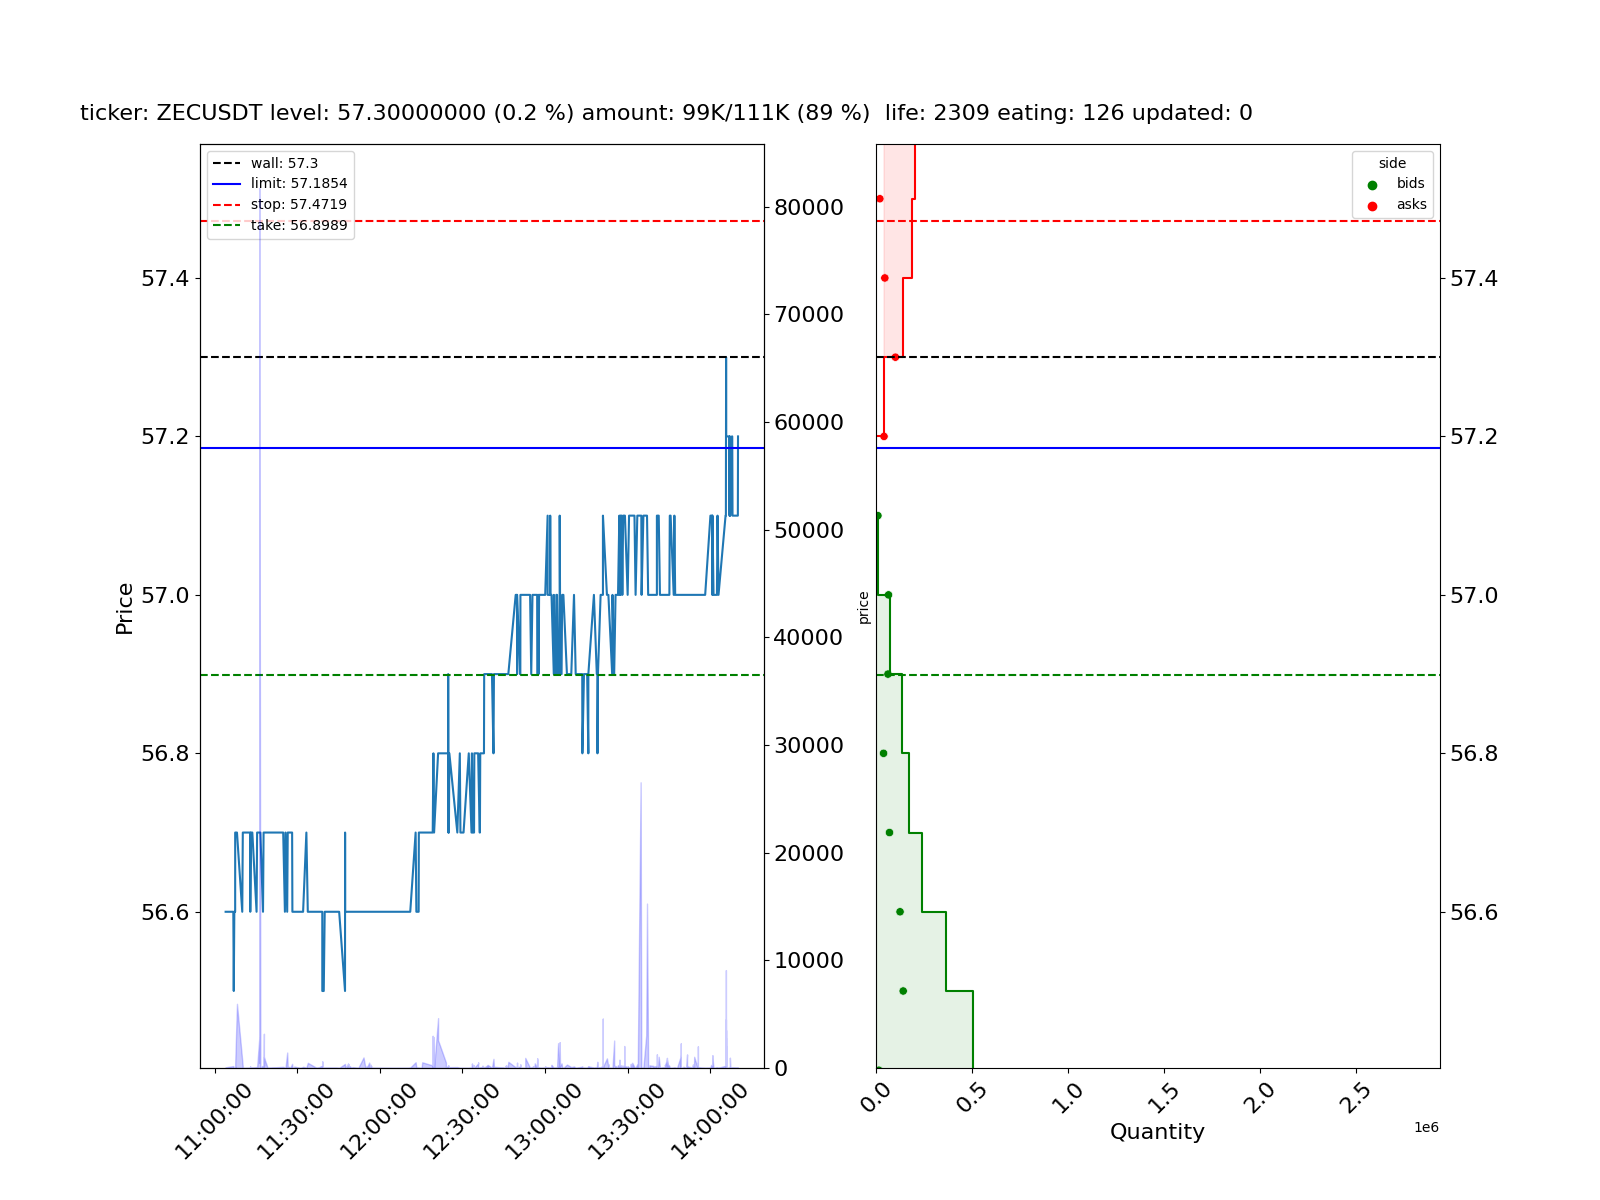 ticker: ZECUSDT level: 57.30000000 (0.2 %) amount: 99K/111K (89 %)  life: 2309 eating: 126 updated: 0
wall: 57.3
limit: 57.1854
stop: 57.4719
take: 56.8989
57.4
57.2
57.0
56.8
56.6
Price
80000
70000
60000
50000
40000
30000
20000
10000
0
11:00:00
11:30:00
12:00:00
12:30:00
13:00:00
13:30:00
14:00:00
side
bids
asks
price
57.4
57.2
57.0
56.8
56.6
0.0
0.5
1.0
1.5
2.0
2.5
1e6
Quantity